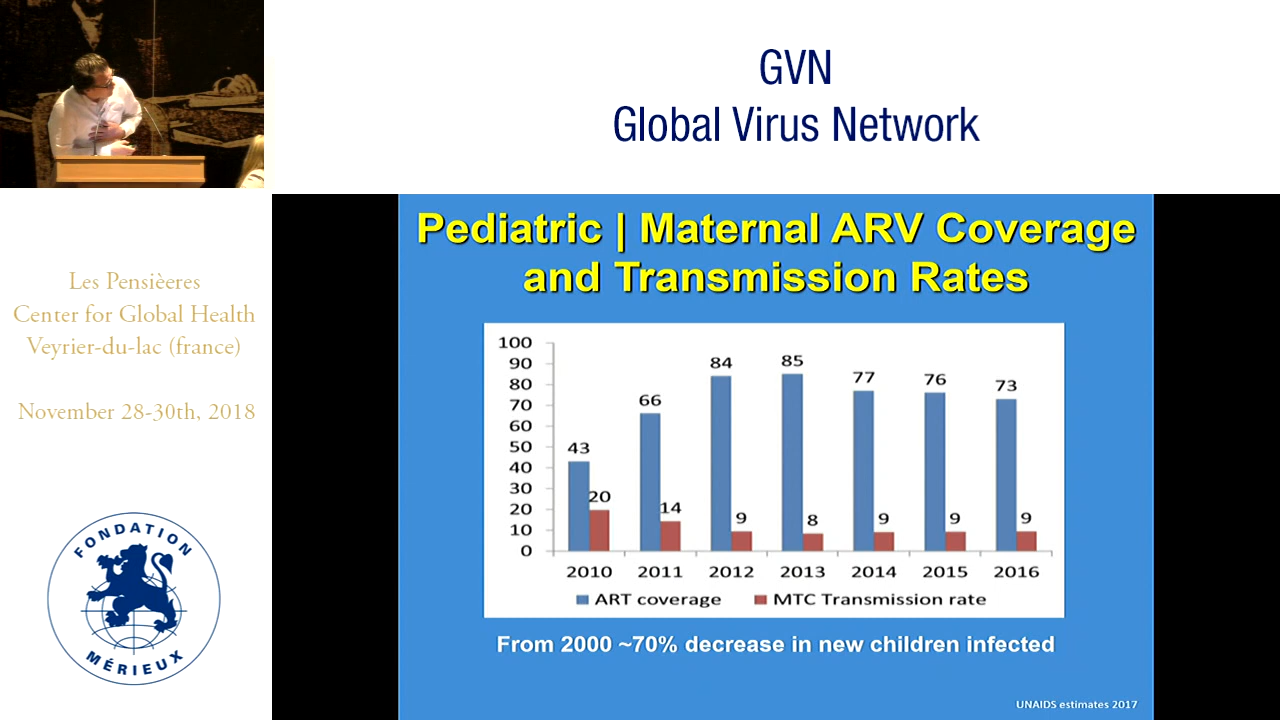 GVN
Global Virus Network
Les Pensièeres
Center for Global Health
Veyrier-du-lac (france)
November 28-30th, 2018
FONDATION
MÉRIEUX
Pediatric | Maternal ARV Coverage
and Transmission Rates
100
90
80
70
60
50
40
30
20
10
0
43
20
66
14
84
9
85
8
77
9
76
9
73
9
2010 2011 2012 2013 2014 2015 2016
ART coverage MTC Transmission rate
From 2000 ~70% decrease in new children infected
UNAIDS estimates 2017